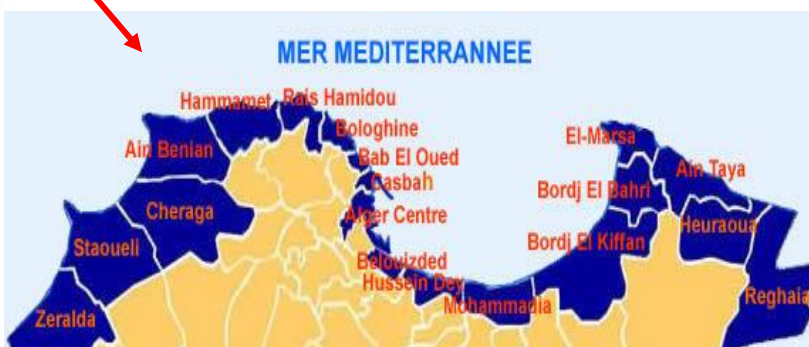 MER MEDITERRANNEE
Hammamet
Rais Hamidou
Bologhine
Ain Benian
Bab El Oued
Casbah
Cheraga
Alger Centre
Staoueli
Belouizded
Hussein Dey
Zeralda
Mohammadia
El-Marsa
Ain Taya
Bordj El Bahri
Heuraoua
Bordj El Kiffan
Reghaia